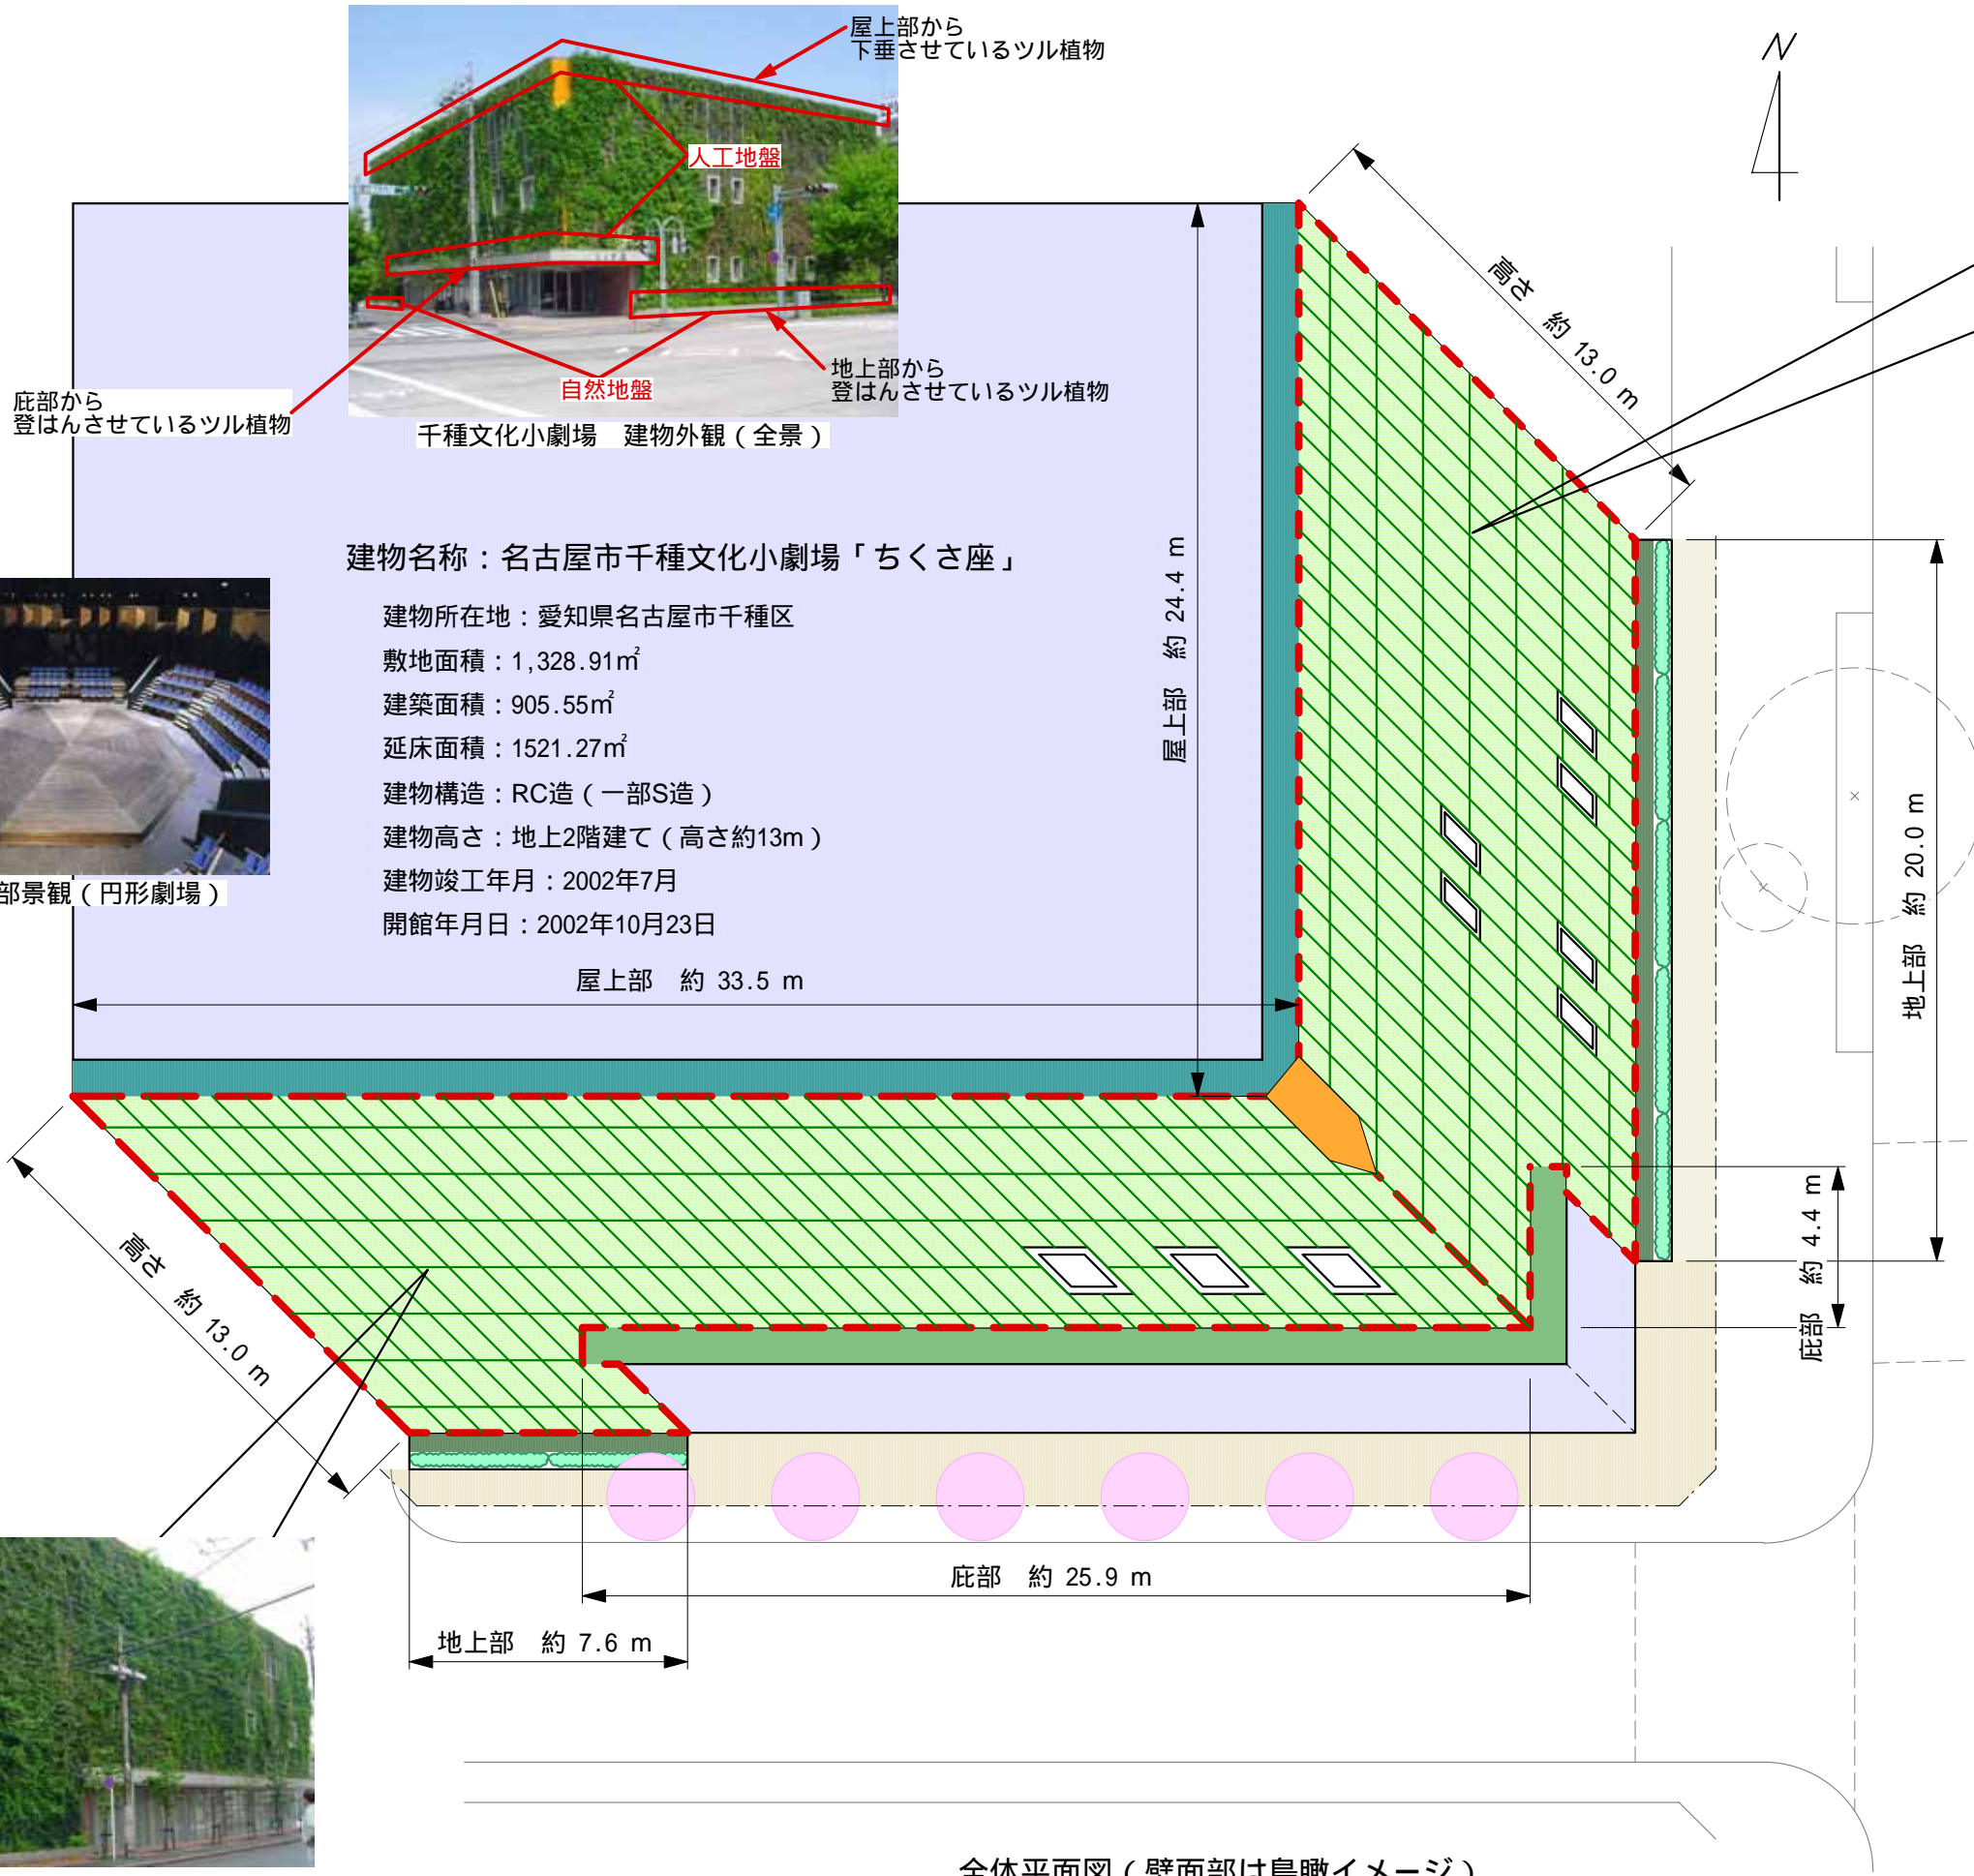 屋上部から
下垂させているツル植物
人工地盤
自然地盤
地上部から
登はんさせているツル植物
庇部から
登はんさせているツル植物
千種文化小劇場　建物外観（全景）
N
高さ　約 13.0 m
建物名称：名古屋市千種文化小劇場「ちくさ座」
建物所在地：愛知県名古屋市千種区
敷地面積：1,328.91㎡
建築面積：905.55㎡
延床面積：1521.27㎡
建物構造：RC造（一部S造）
建物高さ：地上2階建て（高さ約13m）
建物竣工年月：2002年7月
開館年月日：2002年10月23日
部景観（円形劇場）
屋上部　約 24.4 m
屋上部　約 33.5 m
地上部　約 20.0 m
庇部　約 4.4 m
高さ　約 13.0 m
庇部　約 25.9 m
地上部　約 7.6 m
全体平面図（壁面部は鳥瞰イメージ）